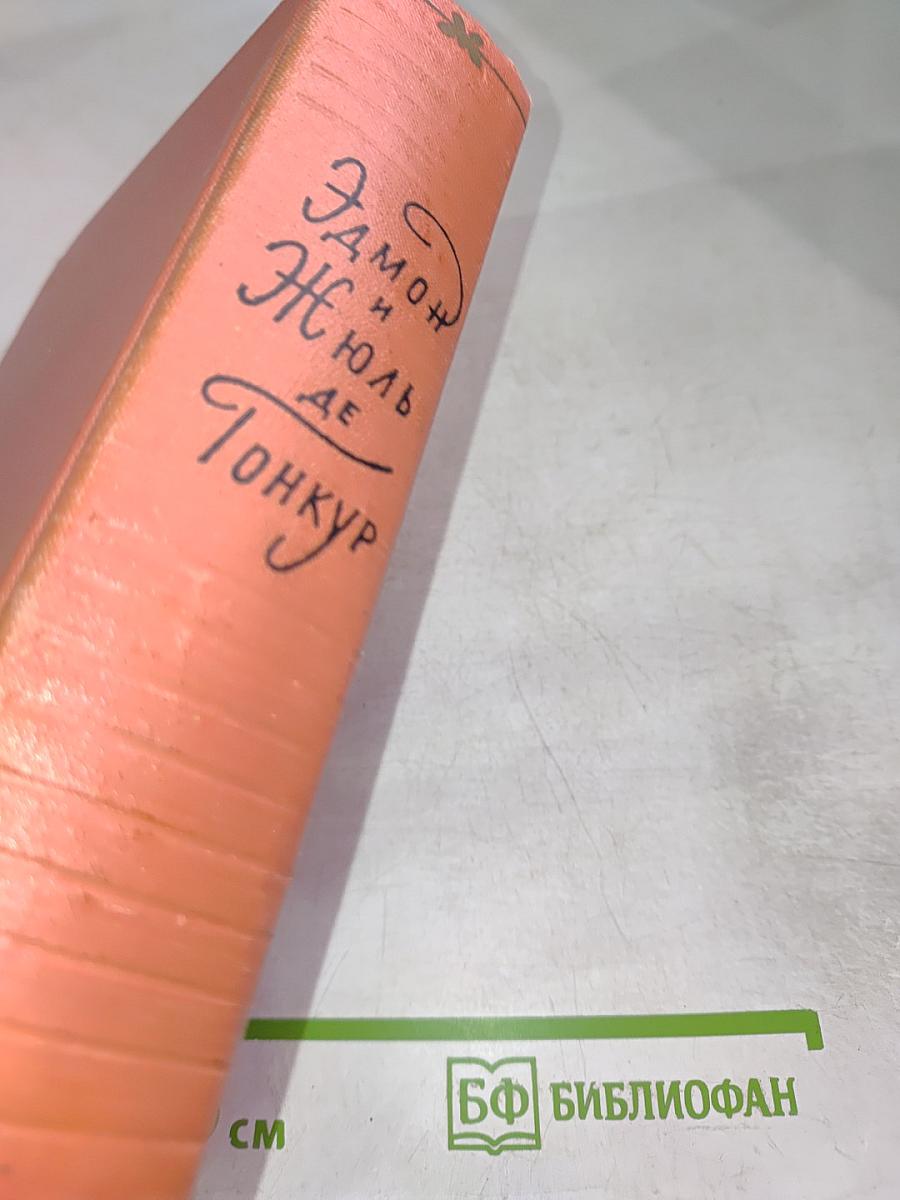 Эдмон
и
Жюль
де
Гонкур
см
БФ БИБЛИОФАН